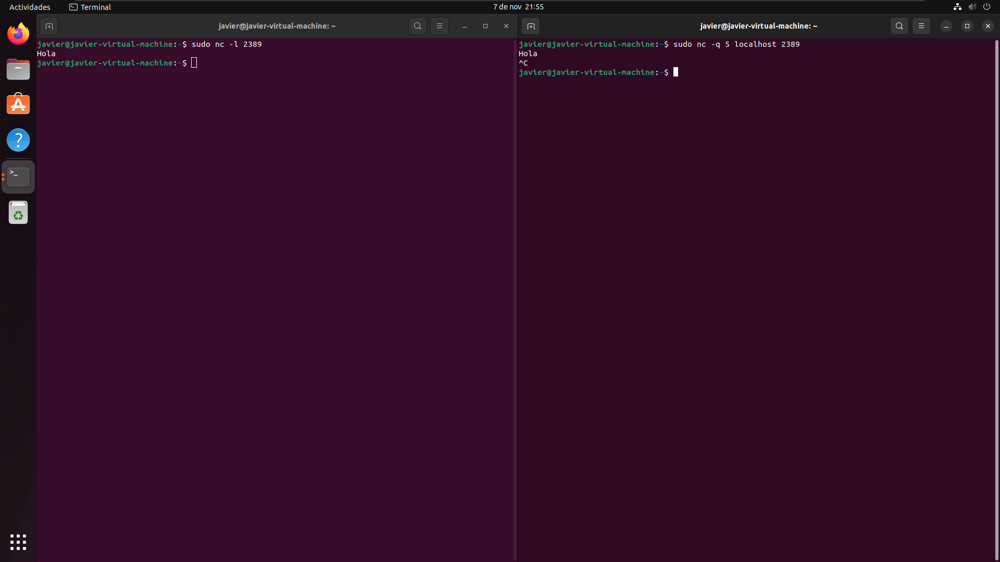 Actividades
Terminal
7 de nov 21:55
javier@javier-virtual-machine: ~
javier@javier-virtual-machine:~$ sudo nc -l 2389
Hola
javier@javier-virtual-machine:~$
javier@javier-virtual-machine: ~
javier@javier-virtual-machine:~$ sudo nc -q 5 localhost 2389
Hola
^C
javier@javier-virtual-machine:~$